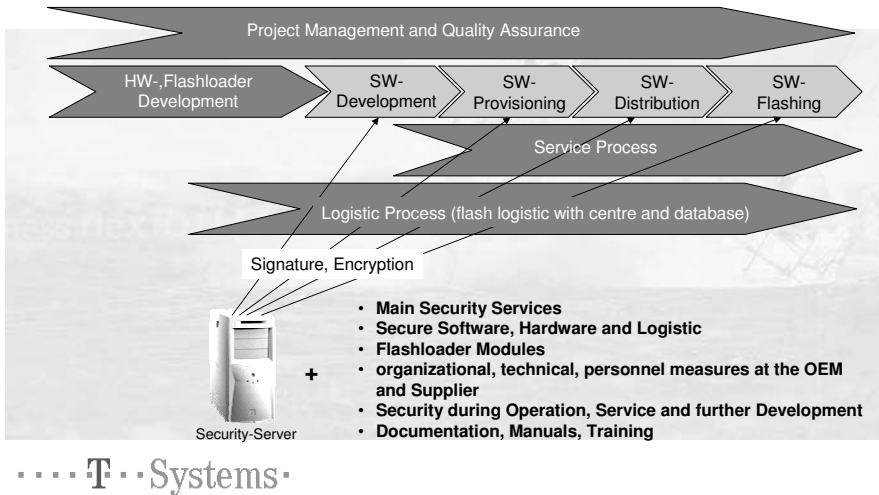 Project Management and Quality Assurance
HW-,Flashloader
Development
SW-
Development
SW-
Provisioning
SW-
Distribution
SW-
Flashing
Service Process
Logistic Process (flash logistic with centre and database)
Signature, Encryption
• Main Security Services
• Secure Software, Hardware and Logistic
• Flashloader Modules
• organizational, technical, personnel measures at the OEM
and Supplier
• Security during Operation, Service and further Development
• Documentation, Manuals, Training
+
Security-Server
····T··Systems·